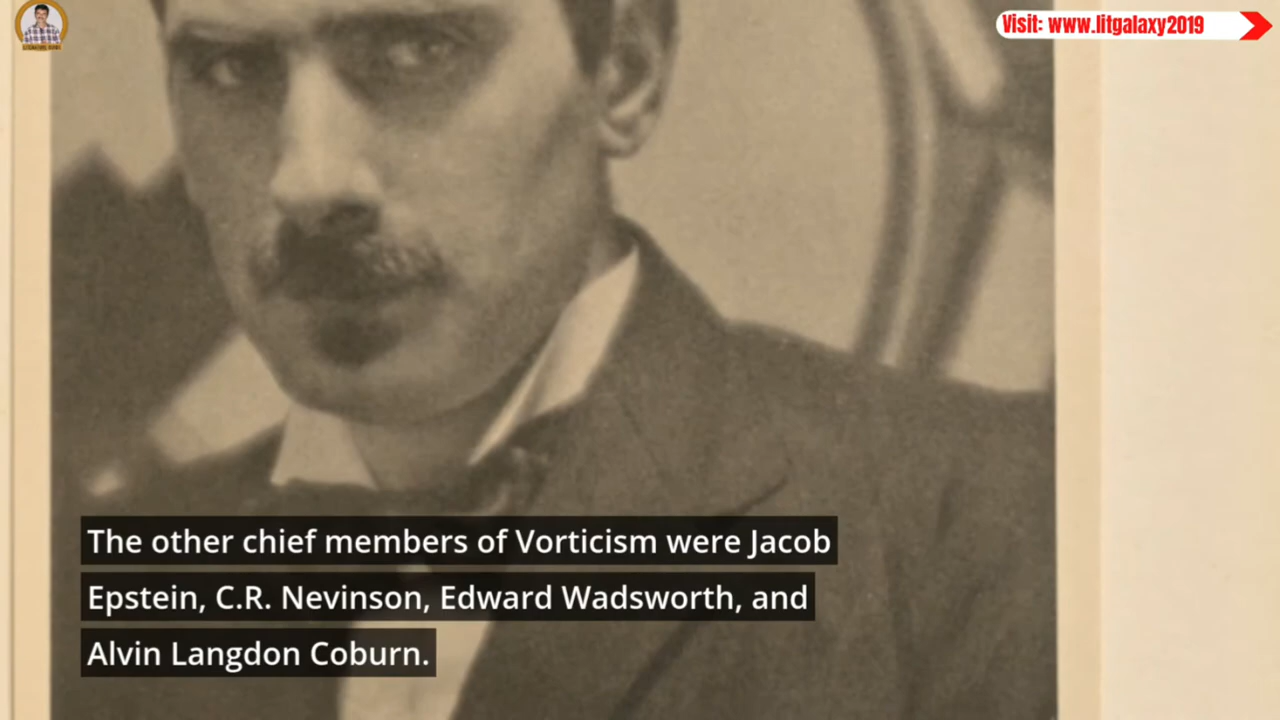 Visit: www.litgalaxy2019
The other chief members of Vorticism were Jacob
Epstein, C.R. Nevinson, Edward Wadsworth, and
Alvin Langdon Coburn.